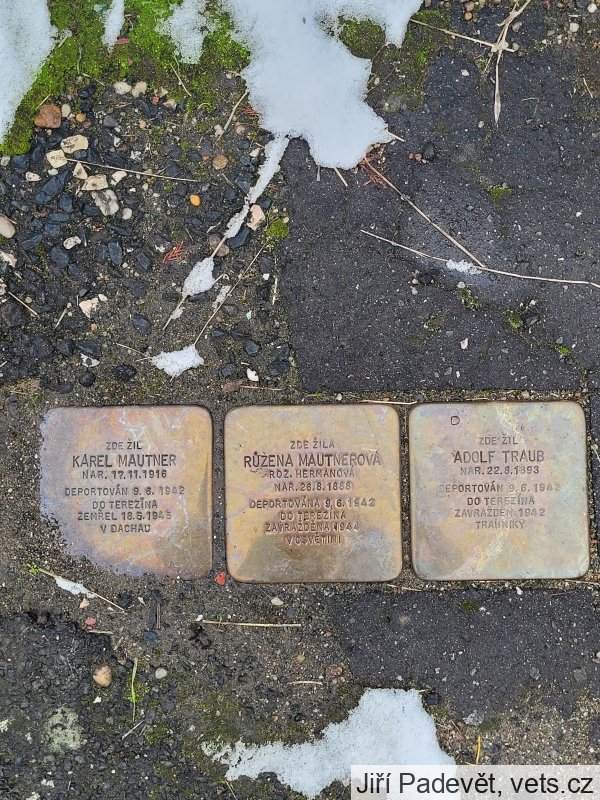 ZDE ŽIL
KAREL MAUTNER
NAR. 17.11.1916
DEPORTOVÁN 9.6. 1942
DO TEREZÍNA
ZEMŘEL 18.5.1945
V DACHAU
ZDE ŽILA
RŮŽENA MAUTNEROVÁ
ROZ. HEŘMANOVÁ
NAR. 26.8.1888
DEPORTOVÁNA 9.6.1942
DO TEREZÍNA
ZAVRAŽDĚNA 1944
V OSVĚTIMI
ZDE ŽIL
ADOLF TRAUB
NAR. 22.8.1893
DEPORTOVÁN 9.6. 1942
DO TEREZÍNA
ZAVRAŽDĚN 1942
TRAWNIKY
Jiří Padevět, vets.cz